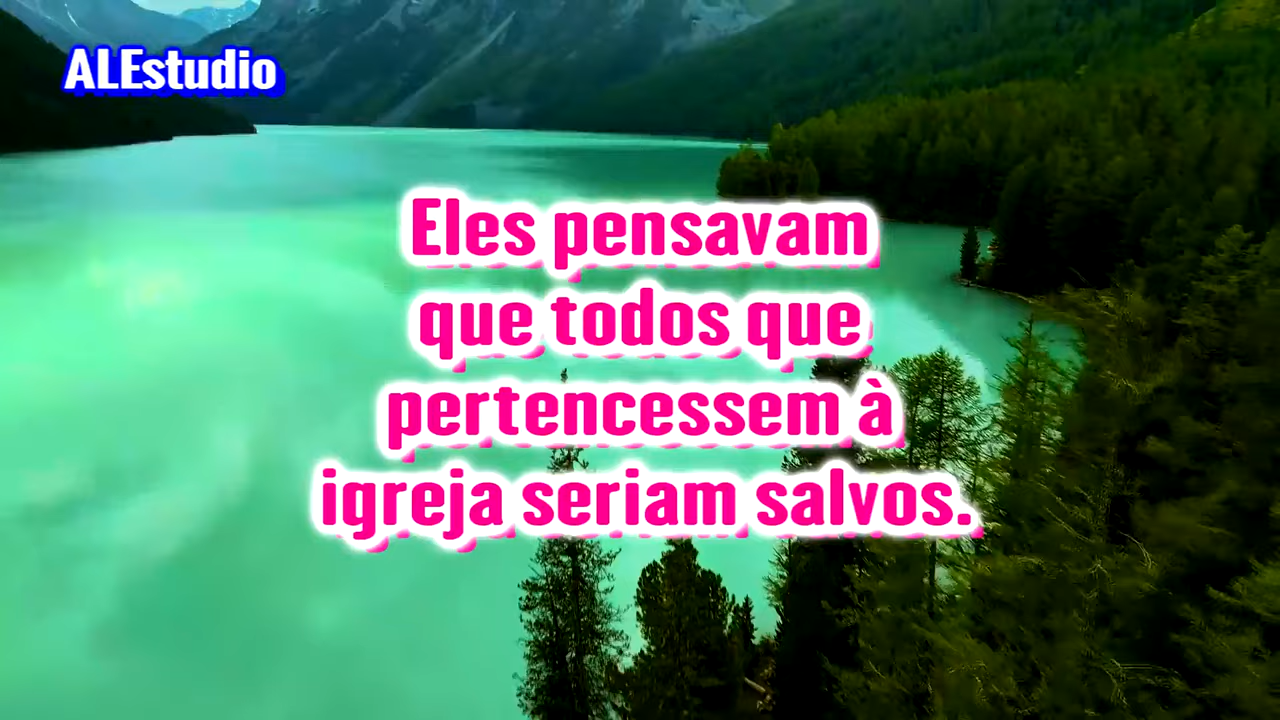 ALEstudio
Eles pensavam
que todos que
pertencessem à
igreja seriam salvos.